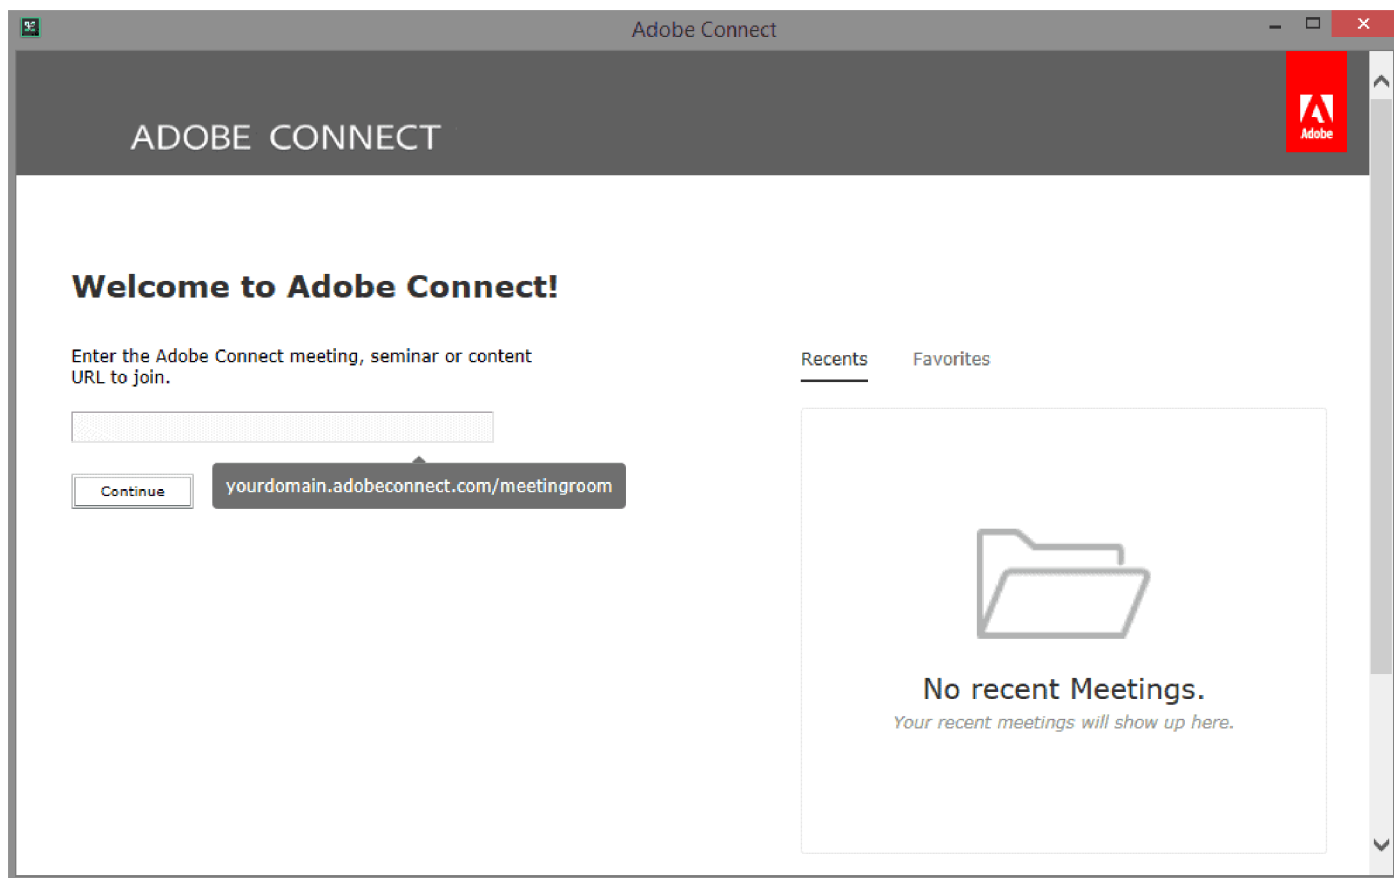 Adobe Connect
ADOBE CONNECT
Adobe
Welcome to Adobe Connect!
Enter the Adobe Connect meeting, seminar or content
URL to join.
Continue
yourdomain.adobeconnect.com/meetingroom
Recents
Favorites
No recent Meetings.
Your recent meetings will show up here.